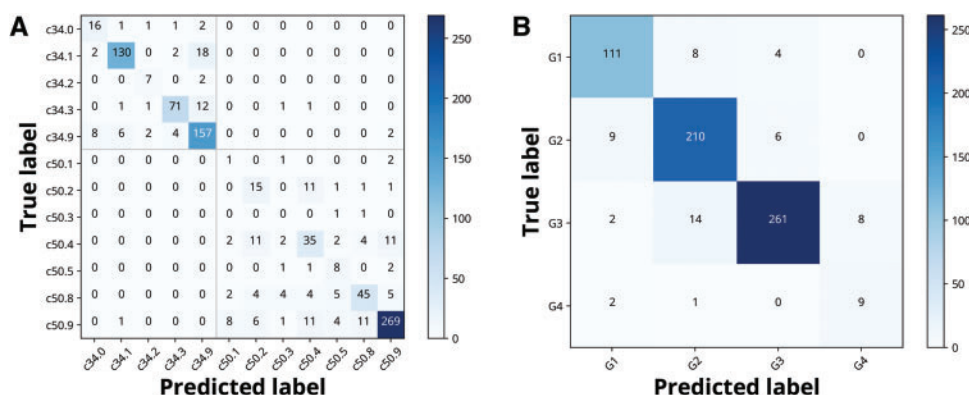 A
True label
c34.0 16 1 1 1 2 0 0 0 0 0 0 0
c34.1 2 130 0 2 18 0 0 0 0 0 0 0
c34.2 0 0 7 0 2 0 0 0 0 0 0 0
c34.3 0 1 1 71 12 0 0 1 1 0 0 0
c34.9 8 6 2 4 157 0 0 0 0 0 0 2
c50.1 0 0 0 0 0 1 0 1 0 0 0 2
c50.2 0 0 0 0 0 0 15 0 11 1 1 1
c50.3 0 0 0 0 0 0 0 0 0 1 1 0
c50.4 0 0 0 0 0 2 11 2 35 2 4 11
c50.5 0 0 0 0 0 0 0 1 1 8 0 2
c50.8 0 0 0 0 0 2 4 4 4 5 45 5
c50.9 0 1 0 0 0 8 6 1 11 4 11 269
c34.0 c34.1 c34.2 c34.3 c34.9 c50.1 c50.2 c50.3 c50.4 c50.5 c50.8 c50.9
Predicted label
250
200
150
100
50
0
B
True label
G1 111 8 4 0
G2 9 210 6 0
G3 2 14 261 8
G4 2 1 0 9
G1 G2 G3 G4
Predicted label
250
200
150
100
50
0